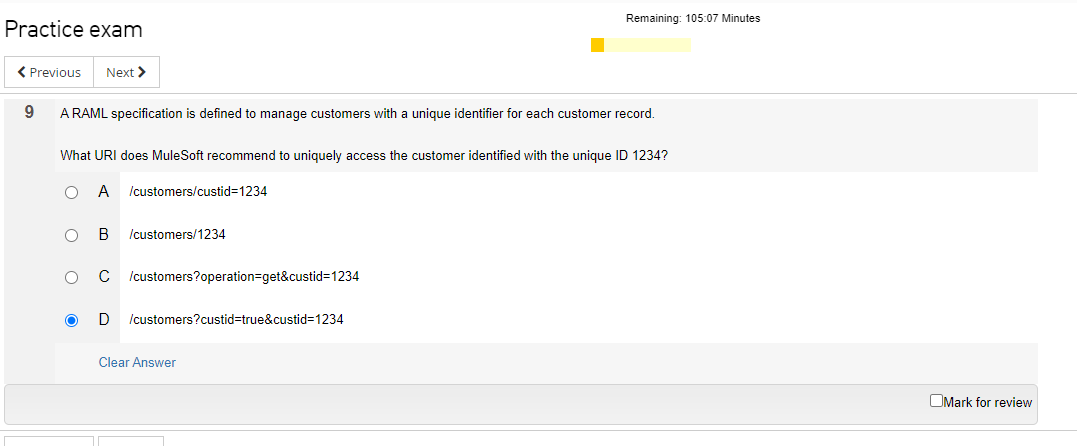 Practice exam
Remaining: 105:07 Minutes
Previous
Next
9
A RAML specification is defined to manage customers with a unique identifier for each customer record.
What URI does MuleSoft recommend to uniquely access the customer identified with the unique ID 1234?
A /customers/custid=1234
B /customers/1234
C /customers?operation=get&custid=1234
D /customers?custid=true&custid=1234
Clear Answer
Mark for review